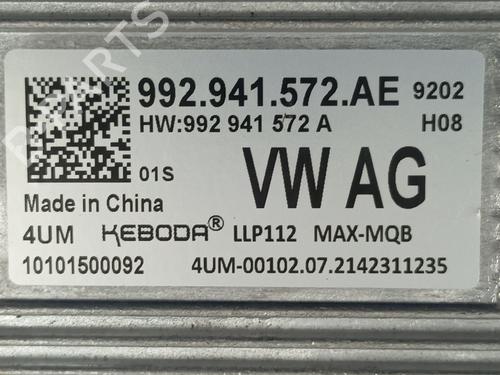 992.941.572.AE 9202
HW:992 941 572 A H08
01S VW AG
Made in China
4UM KEBODA® LLP112 MAX-MQB
10101500092 4UM-00102.07.2142311235